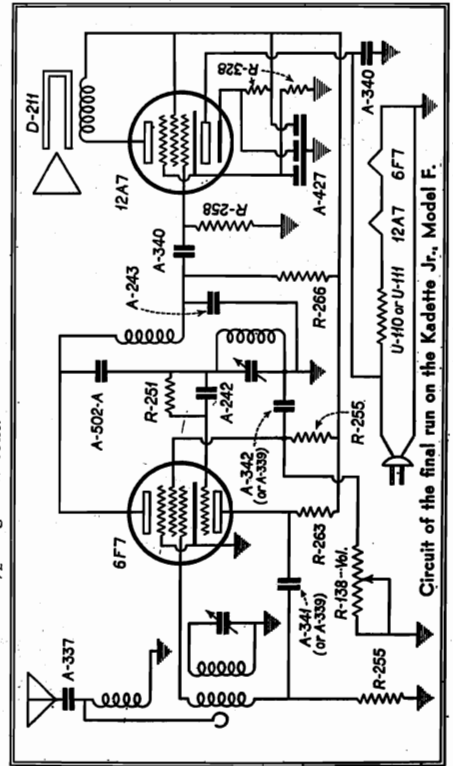 D-211
12A7
R-328
A-340
A-427
R-258
A-340
A-243
R-266
A-502-A
R-251
A-242
A-342
(or A-339)
R-255
6F7
R-263
A-341
(or A-339)
R-138-Vol.
A-337
R-255
U-110 or U-111
12A7
6F7
Circuit of the final run on the Kadette Jr., Model F.